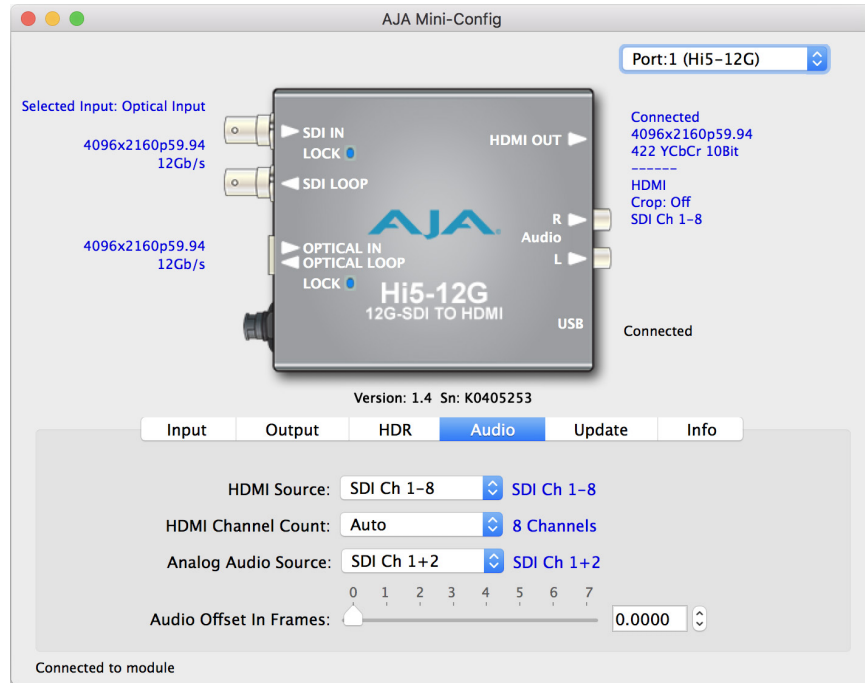 AJA Mini-Config
Port:1 (Hi5-12G)
Selected Input: Optical Input
4096x2160p59.94
12Gb/s
4096x2160p59.94
12Gb/s
SDI IN
LOCK
SDI LOOP
HDMI OUT
AJA.
R
Audio
L
OPTICAL IN
OPTICAL LOOP
LOCK
Hi5-12G
12G-SDI TO HDMI
USB
Connected
4096x2160p59.94
422 YCbCr 10Bit
------
HDMI
Crop: Off
SDI Ch 1-8
Connected
Version: 1.4 Sn: K0405253
Input Output HDR Audio Update Info
HDMI Source: SDI Ch 1-8 SDI Ch 1-8
HDMI Channel Count: Auto 8 Channels
Analog Audio Source: SDI Ch 1+2 SDI Ch 1+2
0 1 2 3 4 5 6 7
Audio Offset In Frames: 0.0000
Connected to module